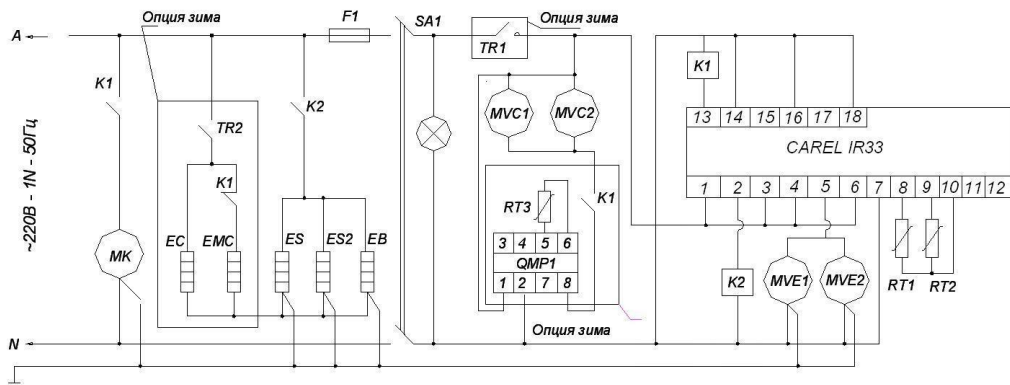 Опция зима
F1
SA1
Опция зима
A
TR1
K1
K1
K2
MVC1
MVC2
13 14 15 16 17 18
TR2
CAREL IR33
~220В - 1N - 50Гц
K1
K1
1 2 3 4 5 6 7 8 9 10 11 12
RT3
EC
EMC
ES
ES2
EB
3 4 5 6
MK
QMP1
K2
MVE1
MVE2
RT1
RT2
1 2 7 8
Опция зима
N